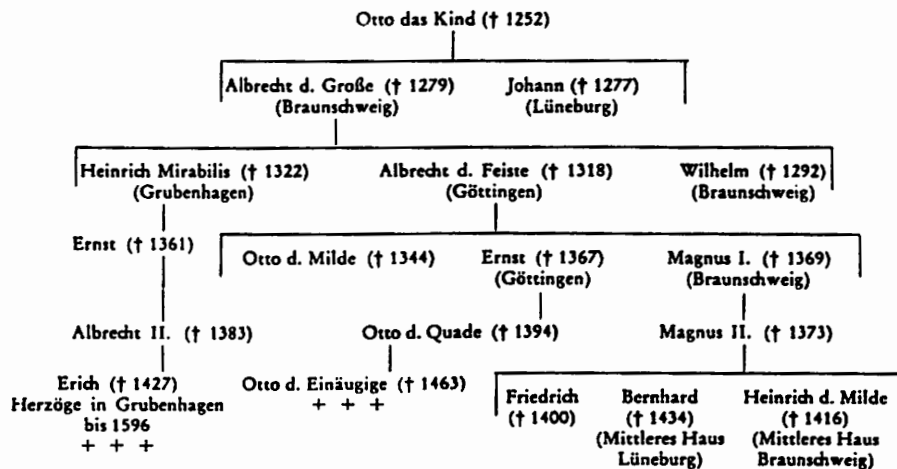 Otto das Kind († 1252)
Albrecht d. Große († 1279) Johann († 1277)
(Braunschweig) (Lüneburg)
Heinrich Mirabilis († 1322) Albrecht d. Feiste († 1318) Wilhelm († 1292)
(Grubenhagen) (Göttingen) (Braunschweig)
Ernst († 1361) Otto d. Milde († 1344) Ernst († 1367) Magnus I. († 1369)
(Göttingen) (Braunschweig)
Albrecht II. († 1383) Otto d. Quade († 1394) Magnus II. († 1373)
Erich († 1427) Otto d. Einäugige († 1463) Friedrich Bernhard Heinrich d. Milde
Herzöge in Grubenhagen + + + († 1400) († 1434) († 1416)
bis 1596 (Mittleres Haus (Mittleres Haus
+ + + Lüneburg) Braunschweig)